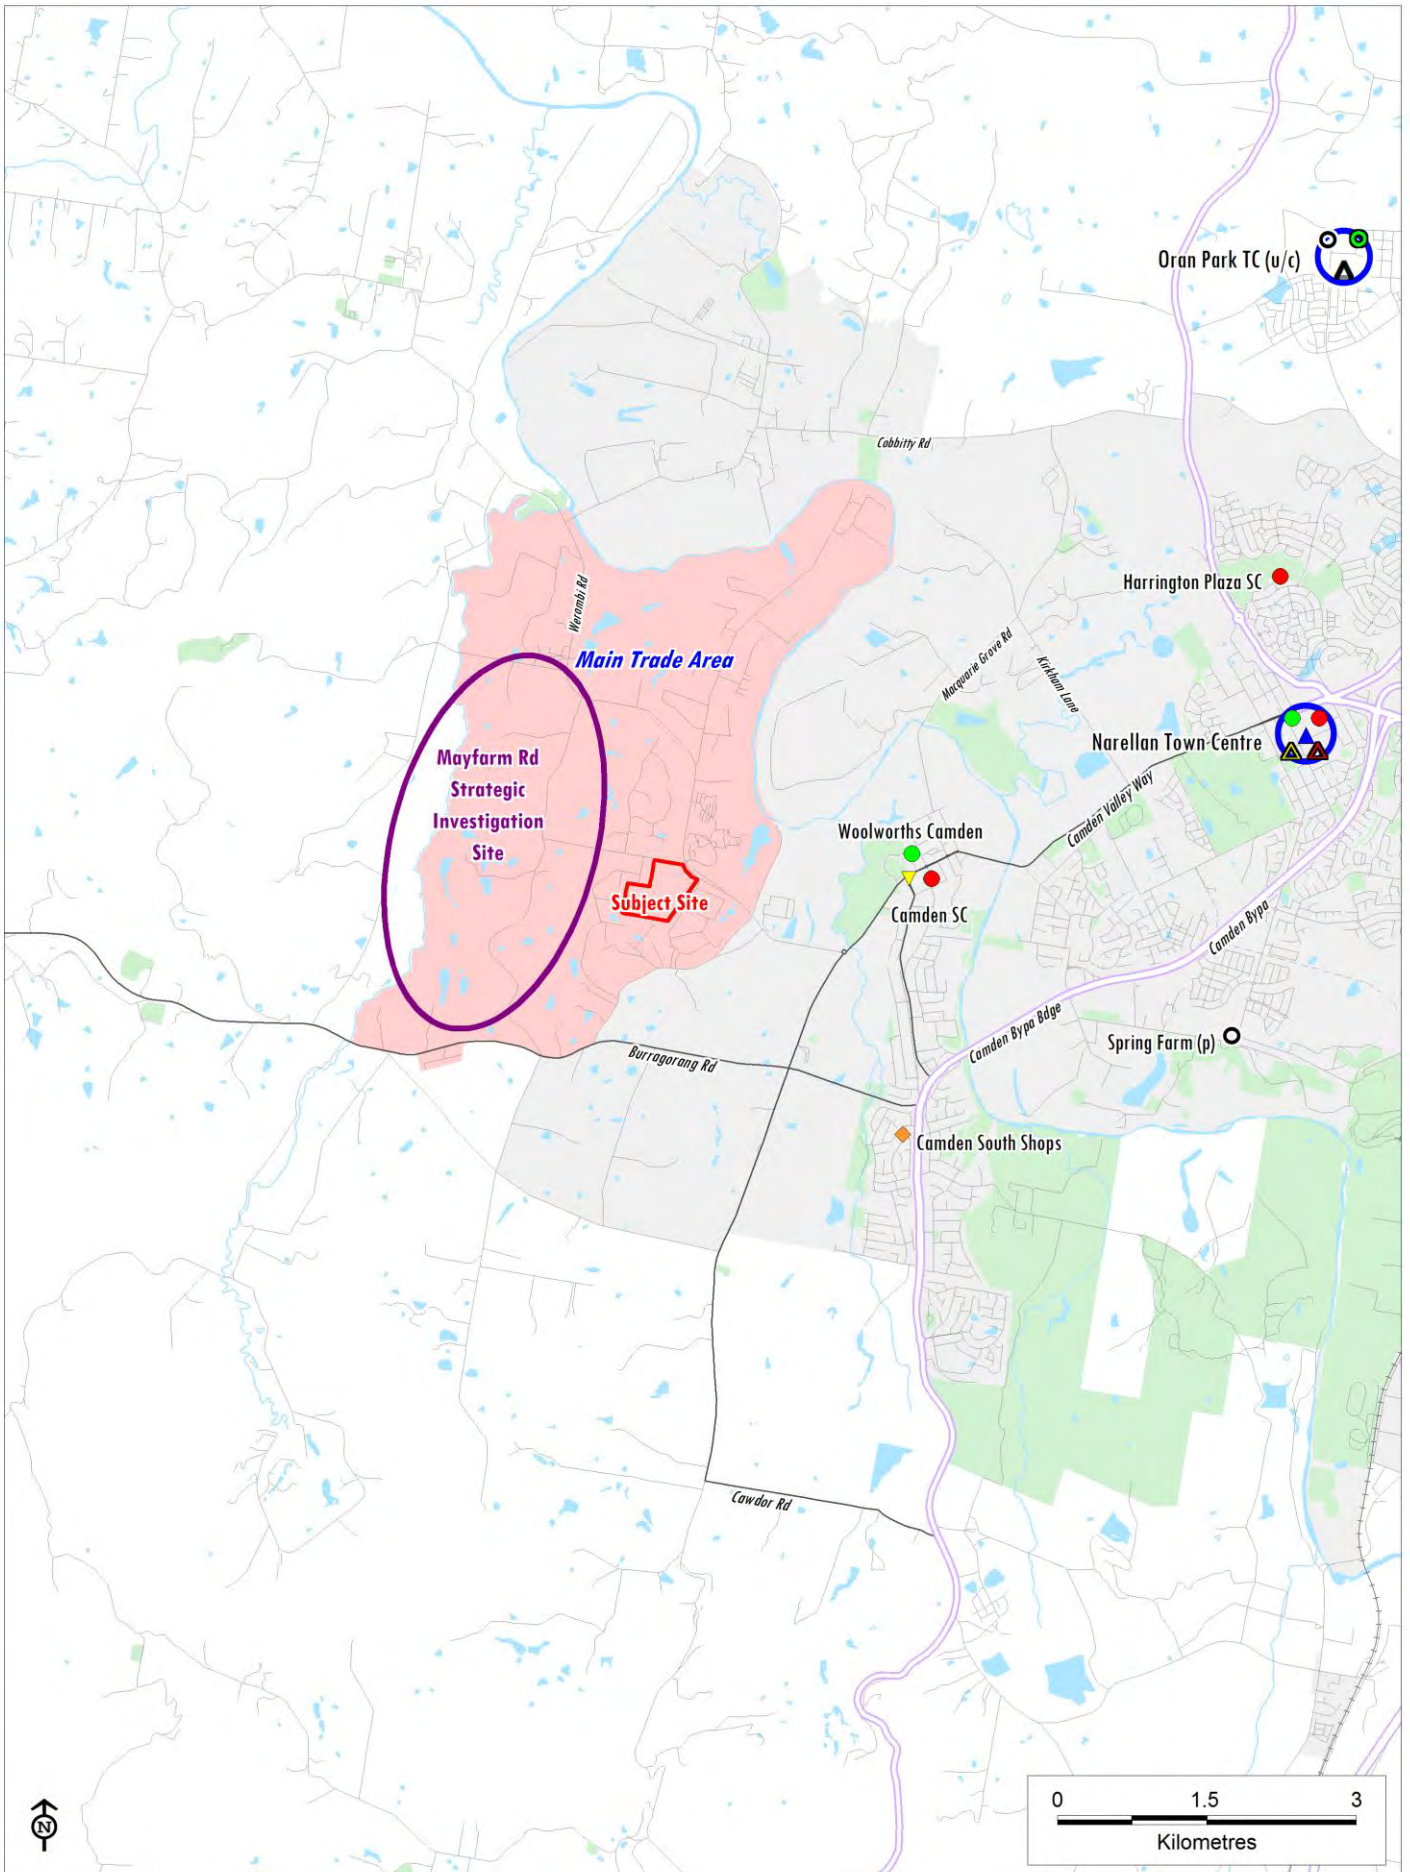 Oran Park TC (u/c)
Cobbitty Rd
Harrington Plaza SC
Werombi Rd
Main Trade Area
Macquarie Grove Rd
Kirkham Lane
Narellan Town Centre
Mayfarm Rd
Strategic
Investigation
Site
Camden Valley Way
Woolworths Camden
Subject Site
Camden SC
Camden Bypa
Camden Bypa Bdge
Spring Farm (p)
Burragorang Rd
Camden South Shops
Cawdor Rd
N
0 1.5 3
Kilometres